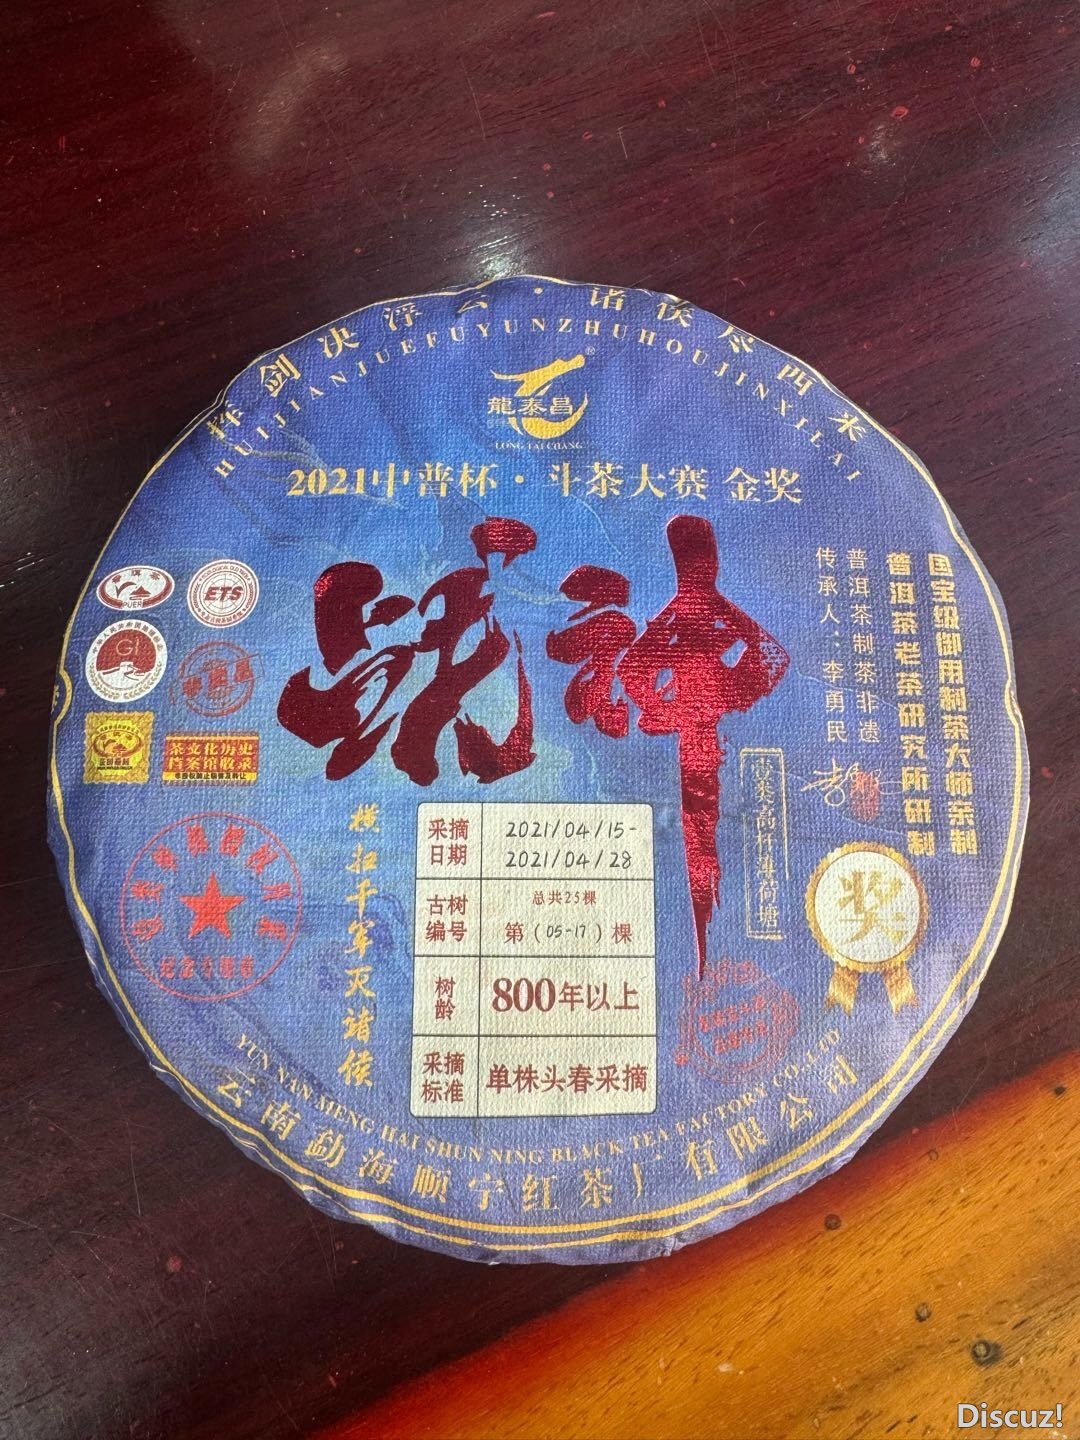 挥剑决浮云·诸侯尽西来
HUIJIANJUEFUYUNZHUHOUJINXILAI
®
龍泰昌
LONG TAI CHANG
2021中普杯·斗茶大赛 金奖
财神
国宝级御用制茶大师亲制
普洱茶老茶研究所研制
普洱茶制茶非遗
传承人：李勇民
普洱茶
PUER
ETS
GI
茶文化历史
档案馆收录
横扫千军灭诸侯
采摘日期
2021/04/15-
2021/04/28
古树编号
总共25棵
第（05-17）棵
树龄
800年以上
采摘标准
单株头春采摘
奖
YUN NAN MENG HAI SHUN NING BLACK TEA FACTORY CO.LTD
云南勐海顺宁红茶厂有限公司
Discuz!